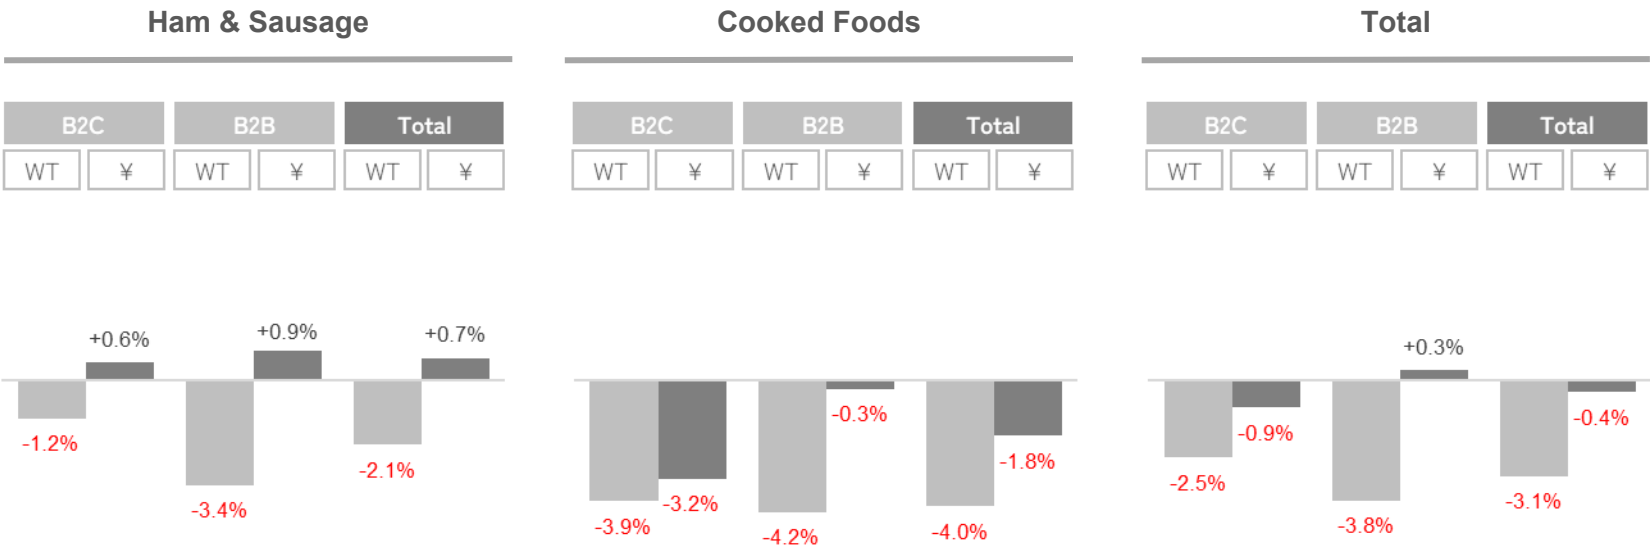 Ham & Sausage
Cooked Foods
Total
B2C B2B Total
WT ¥ WT ¥ WT ¥
B2C B2B Total
WT ¥ WT ¥ WT ¥
B2C B2B Total
WT ¥ WT ¥ WT ¥
+0.6% +0.9% +0.7%
-1.2% -3.4% -2.1%
-0.3% -1.8%
-3.9% -3.2% -4.2% -4.0%
+0.3%
-0.9% -0.4%
-2.5% -3.8% -3.1%